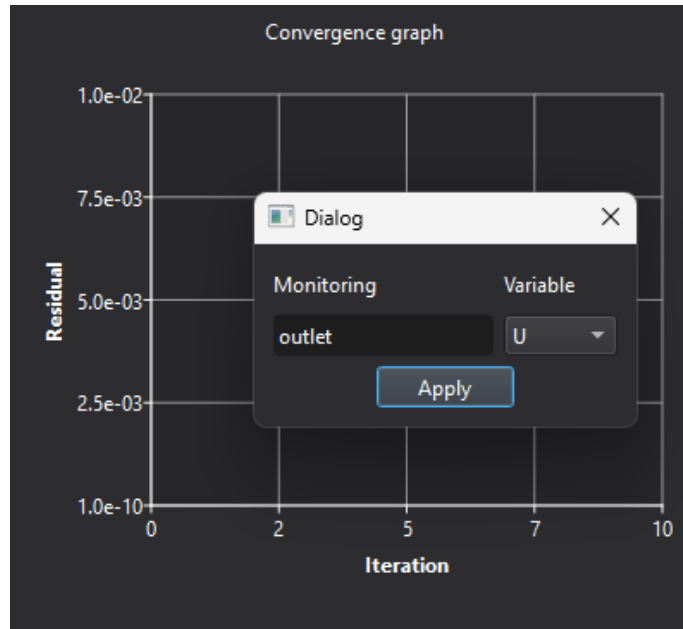 Convergence graph
1.0e-02
7.5e-03
5.0e-03
2.5e-03
1.0e-10
Residual
0 2 5 7 10
Iteration
Dialog
Monitoring Variable
outlet U
Apply